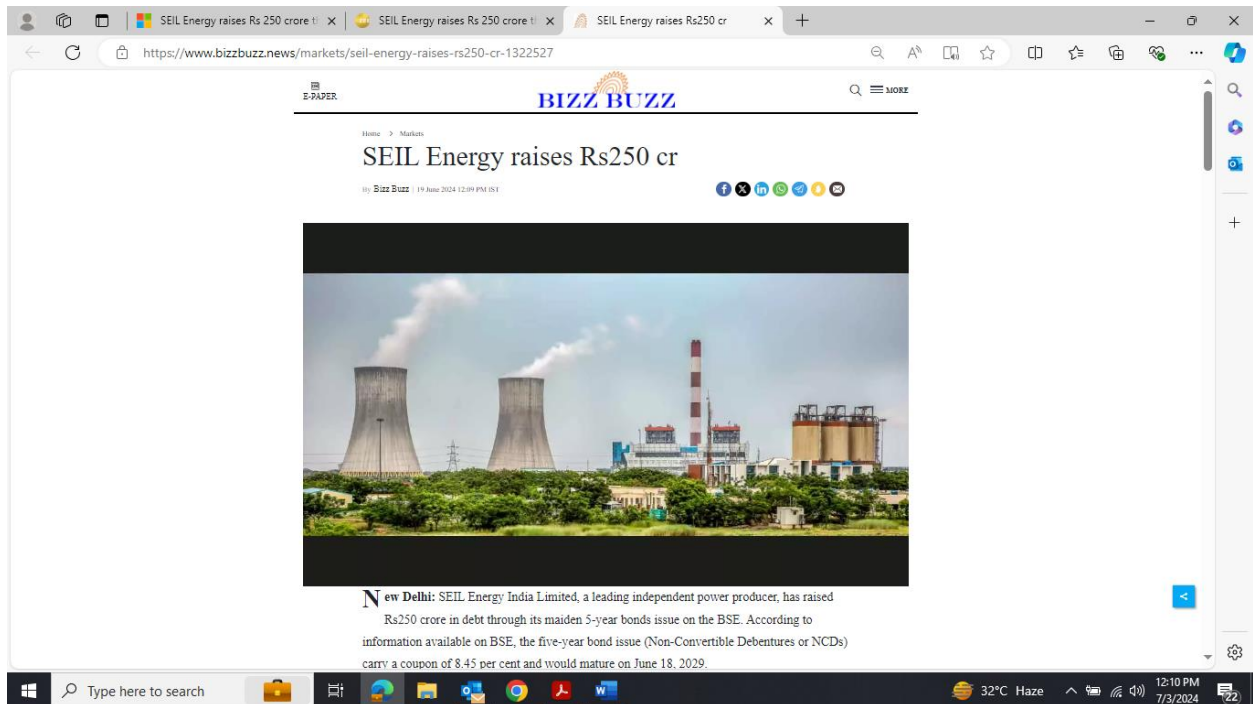 SEIL Energy raises Rs 250 crore t
SEIL Energy raises Rs 250 crore t
SEIL Energy raises Rs250 cr
https://www.bizzbuzz.news/markets/seil-energy-raises-rs250-cr-1322527
E-PAPER
BIZZ BUZZ
MORE
Home > Markets
SEIL Energy raises Rs250 cr
By Bizz Buzz | 19 June 2024 12:09 PM IST
New Delhi: SEIL Energy India Limited, a leading independent power producer, has raised
Rs250 crore in debt through its maiden 5-year bonds issue on the BSE. According to
information available on BSE, the five-year bond issue (Non-Convertible Debentures or NCDs)
carry a coupon of 8.45 per cent and would mature on June 18, 2029.
Type here to search
32°C Haze
12:10 PM
7/3/2024
22